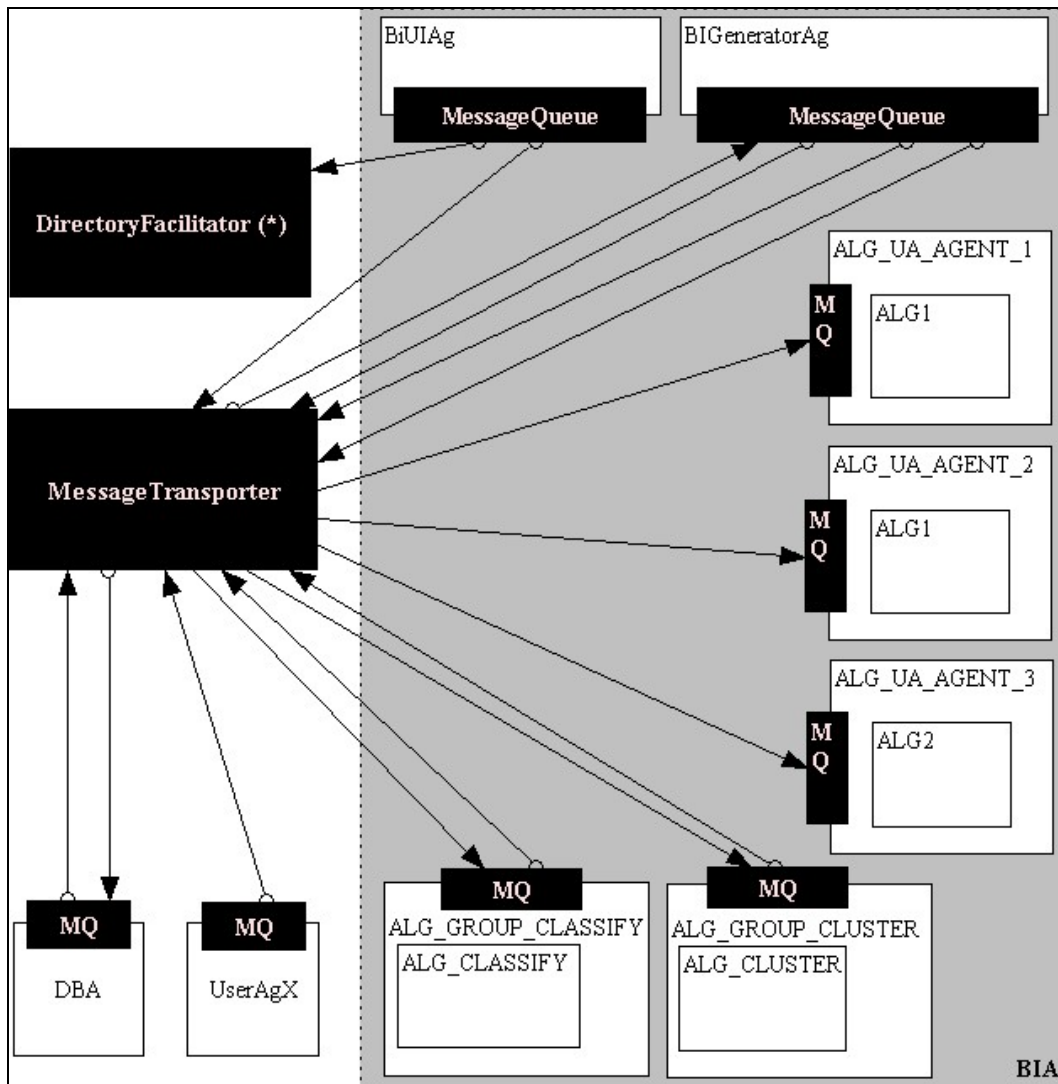 BiUIAg
BIGeneratorAg
MessageQueue
MessageQueue
DirectoryFacilitator (*)
ALG_UA_AGENT_1
M
Q
ALG1
MessageTransporter
ALG_UA_AGENT_2
M
Q
ALG1
ALG_UA_AGENT_3
M
Q
ALG2
MQ
MQ
MQ
MQ
ALG_GROUP_CLASSIFY
ALG_GROUP_CLUSTER
ALG_CLASSIFY
ALG_CLUSTER
DBA
UserAgX
BIA